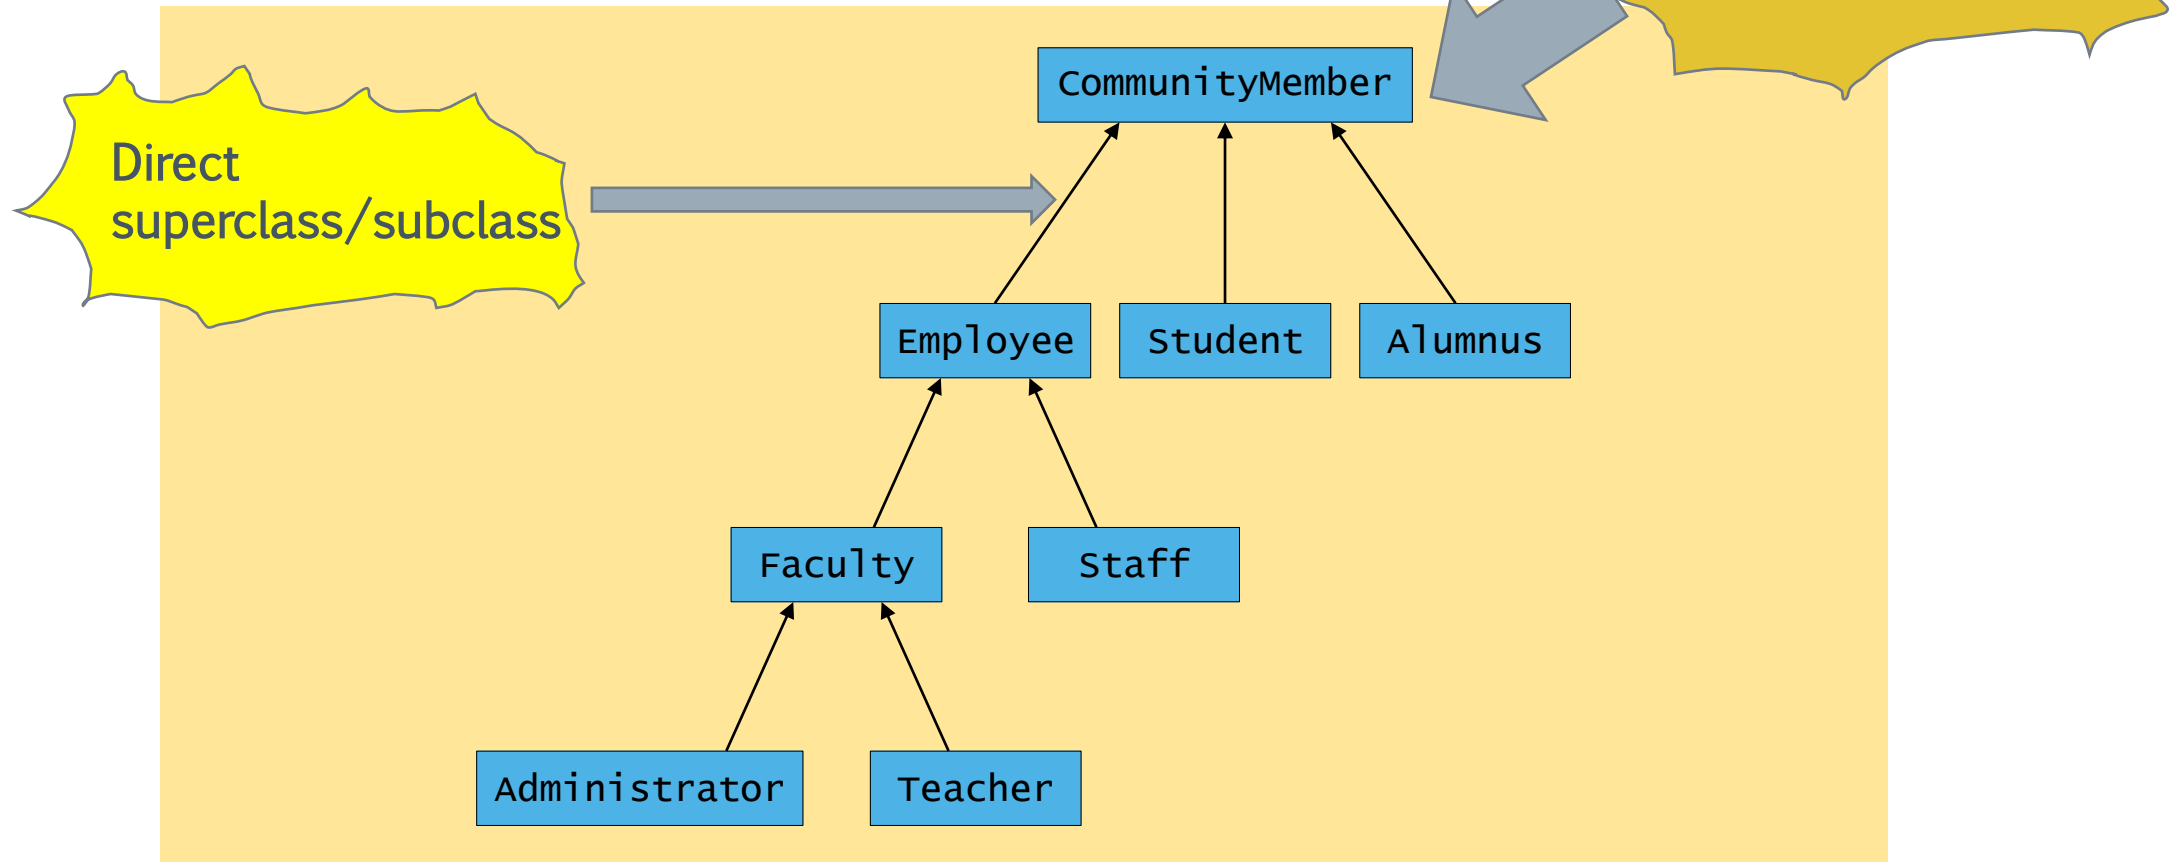 CommunityMember
Direct
superclass/subclass
Employee
Student
Alumnus
Faculty
Staff
Administrator
Teacher